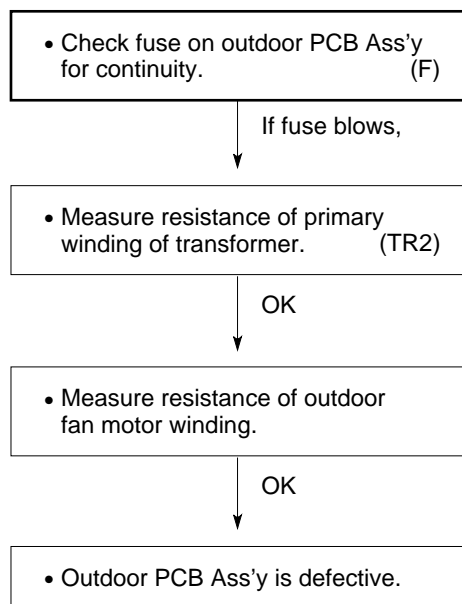 • Check fuse on outdoor PCB Ass'y
for continuity. (F)
If fuse blows,
• Measure resistance of primary
winding of transformer. (TR2)
OK
• Measure resistance of outdoor
fan motor winding.
OK
• Outdoor PCB Ass'y is defective.